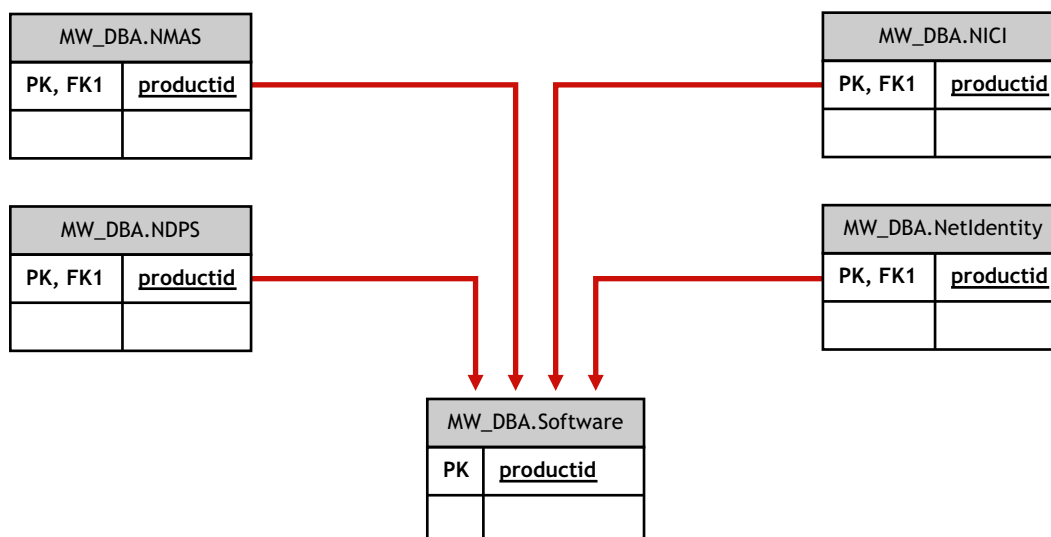 MW_DBA.NMAS
PK, FK1 productid
MW_DBA.NICI
PK, FK1 productid
MW_DBA.NDPS
PK, FK1 productid
MW_DBA.NetIdentity
PK, FK1 productid
MW_DBA.Software
PK productid